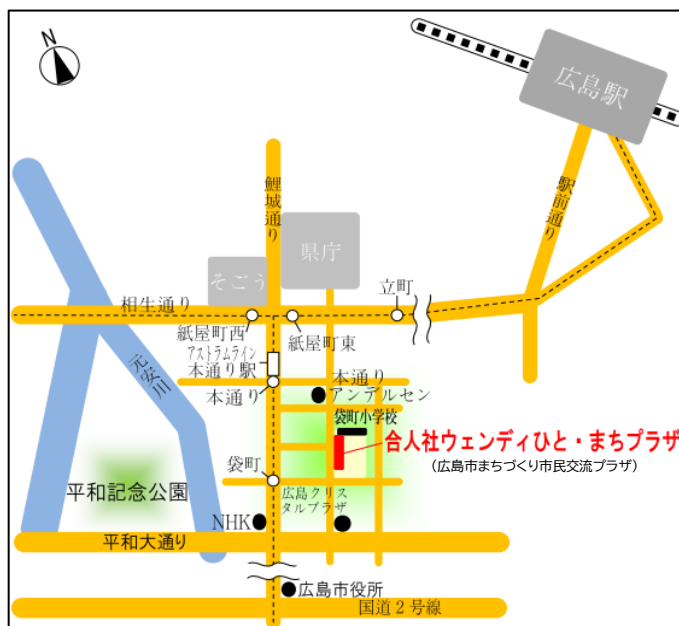 N
広島駅
鯉城通り
県庁
駅前通り
そごう
立町
相生通り
紙屋町西
紙屋町東
アストラムライン
本通り駅
元安川
本通り
本通り
アンデルセン
袋町小学校
合人社ウェンディひと・まちプラザ
(広島市まちづくり市民交流プラザ)
袋町
平和記念公園
広島クリス
タルプラザ
NHK
平和大通り
広島市役所
国道2号線